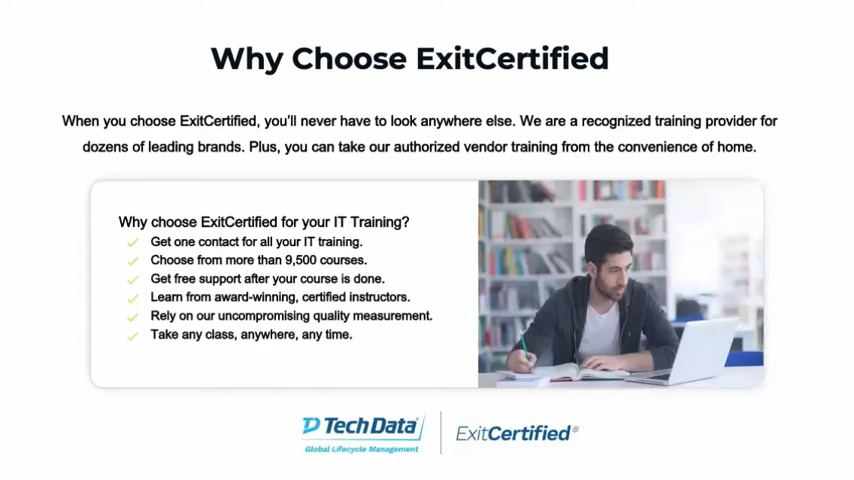 Why Choose ExitCertified
When you choose ExitCertified, you'll never have to look anywhere else. We are a recognized training provider for
dozens of leading brands. Plus, you can take our authorized vendor training from the convenience of home.
Why choose ExitCertified for your IT Training?
Get one contact for all your IT training.
Choose from more than 9,500 courses.
Get free support after your course is done.
Learn from award-winning, certified instructors.
Rely on our uncompromising quality measurement.
Take any class, anywhere, any time.
TD Tech Data®
Global Lifecycle Management
ExitCertified®